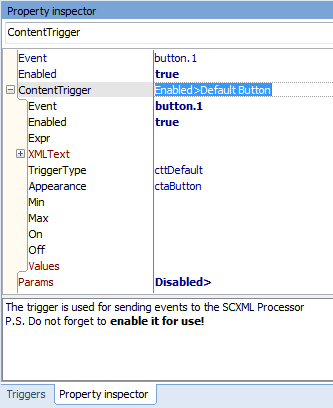 Property inspector
ContentTrigger
Event button.1
Enabled true
ContentTrigger Enabled>Default Button
Event button.1
Enabled true
Expr
XMLText
TriggerType cttDefault
Appearance ctaButton
Min
Max
On
Off
Values
Params Disabled>
The trigger is used for sending events to the SCXML Processor
P.S. Do not forget to enable it for use!
Triggers Property inspector